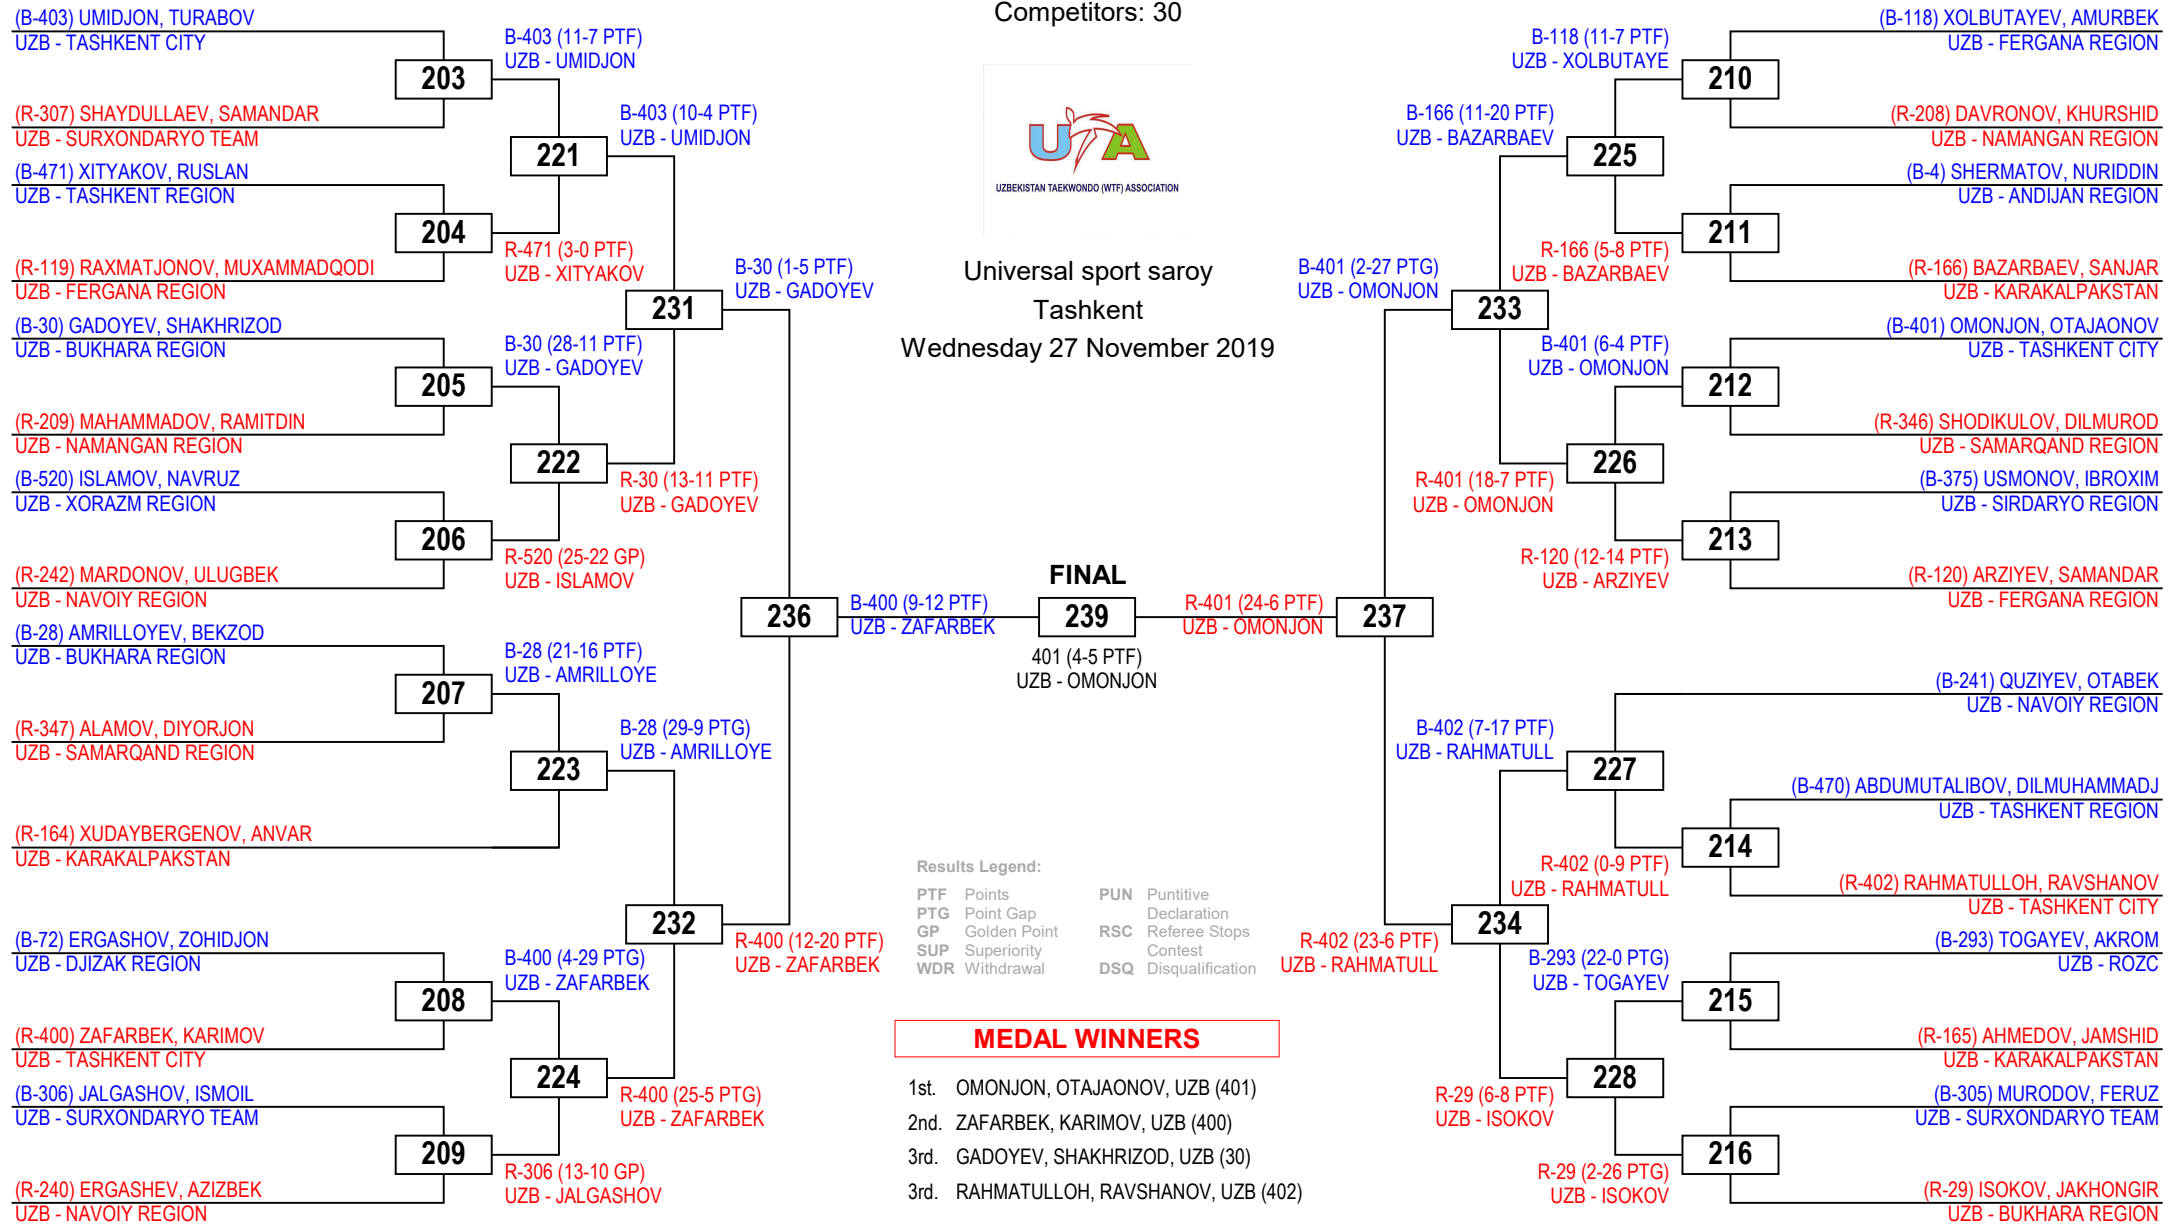 Competitors: 30
UTA
UZBEKISTAN TAEKWONDO (WTF) ASSOCIATION
Universal sport saroy
Tashkent
Wednesday 27 November 2019
(B-403) UMIDJON, TURABOV
UZB - TASHKENT CITY
203
(R-307) SHAYDULLAEV, SAMANDAR
UZB - SURXONDARYO TEAM
(B-471) XITYAKOV, RUSLAN
UZB - TASHKENT REGION
204
(R-119) RAXMATJONOV, MUXAMMADQODI
UZB - FERGANA REGION
(B-30) GADOYEV, SHAKHRIZOD
UZB - BUKHARA REGION
205
(R-209) MAHAMMADOV, RAMITDIN
UZB - NAMANGAN REGION
(B-520) ISLAMOV, NAVRUZ
UZB - XORAZM REGION
206
(R-242) MARDONOV, ULUGBEK
UZB - NAVOIY REGION
(B-28) AMRILLOYEV, BEKZOD
UZB - BUKHARA REGION
207
(R-347) ALAMOV, DIYORJON
UZB - SAMARQAND REGION
(R-164) XUDAYBERGENOV, ANVAR
UZB - KARAKALPAKSTAN
(B-72) ERGASHOV, ZOHIDJON
UZB - DJIZAK REGION
208
(R-400) ZAFARBEK, KARIMOV
UZB - TASHKENT CITY
(B-306) JALGASHOV, ISMOIL
UZB - SURXONDARYO TEAM
209
(R-240) ERGASHEV, AZIZBEK
UZB - NAVOIY REGION
B-403 (11-7 PTF)
UZB - UMIDJON
221
R-471 (3-0 PTF)
UZB - XITYAKOV
B-30 (28-11 PTF)
UZB - GADOYEV
222
R-520 (25-22 GP)
UZB - ISLAMOV
B-28 (21-16 PTF)
UZB - AMRILLOYE
223
B-400 (4-29 PTG)
UZB - ZAFARBEK
224
R-306 (13-10 GP)
UZB - JALGASHOV
B-403 (10-4 PTF)
UZB - UMIDJON
231
R-30 (13-11 PTF)
UZB - GADOYEV
B-28 (29-9 PTG)
UZB - AMRILLOYE
232
R-400 (25-5 PTG)
UZB - ZAFARBEK
B-30 (1-5 PTF)
UZB - GADOYEV
236
R-400 (12-20 PTF)
UZB - ZAFARBEK
B-400 (9-12 PTF)
UZB - ZAFARBEK
FINAL
239
401 (4-5 PTF)
UZB - OMONJON
R-401 (24-6 PTF)
UZB - OMONJON
237
B-401 (2-27 PTG)
UZB - OMONJON
R-402 (23-6 PTF)
UZB - RAHMATULL
B-166 (11-20 PTF)
UZB - BAZARBAEV
233
R-401 (18-7 PTF)
UZB - OMONJON
B-402 (7-17 PTF)
UZB - RAHMATULL
234
R-29 (6-8 PTF)
UZB - ISOKOV
B-118 (11-7 PTF)
UZB - XOLBUTAYE
225
R-166 (5-8 PTF)
UZB - BAZARBAEV
B-401 (6-4 PTF)
UZB - OMONJON
226
R-120 (12-14 PTF)
UZB - ARZIYEV
227
R-402 (0-9 PTF)
UZB - RAHMATULL
B-293 (22-0 PTG)
UZB - TOGAYEV
228
R-29 (2-26 PTG)
UZB - ISOKOV
(B-118) XOLBUTAYEV, AMURBEK
UZB - FERGANA REGION
210
(R-208) DAVRONOV, KHURSHID
UZB - NAMANGAN REGION
(B-4) SHERMATOV, NURIDDIN
UZB - ANDIJAN REGION
211
(R-166) BAZARBAEV, SANJAR
UZB - KARAKALPAKSTAN
(B-401) OMONJON, OTAJAONOV
UZB - TASHKENT CITY
212
(R-346) SHODIKULOV, DILMUROD
UZB - SAMARQAND REGION
(B-375) USMONOV, IBROXIM
UZB - SIRDARYO REGION
213
(R-120) ARZIYEV, SAMANDAR
UZB - FERGANA REGION
(B-241) QUZIYEV, OTABEK
UZB - NAVOIY REGION
(B-470) ABDUMUTALIBOV, DILMUHAMMADJ
UZB - TASHKENT REGION
214
(R-402) RAHMATULLOH, RAVSHANOV
UZB - TASHKENT CITY
(B-293) TOGAYEV, AKROM
UZB - ROZC
215
(R-165) AHMEDOV, JAMSHID
UZB - KARAKALPAKSTAN
(B-305) MURODOV, FERUZ
UZB - SURXONDARYO TEAM
216
(R-29) ISOKOV, JAKHONGIR
UZB - BUKHARA REGION
Results Legend:
PTF Points PUN Puntitive
PTG Point Gap Declaration
GP Golden Point RSC Referee Stops
SUP Superiority Contest
WDR Withdrawal DSQ Disqualification
MEDAL WINNERS
1st. OMONJON, OTAJAONOV, UZB (401)
2nd. ZAFARBEK, KARIMOV, UZB (400)
3rd. GADOYEV, SHAKHRIZOD, UZB (30)
3rd. RAHMATULLOH, RAVSHANOV, UZB (402)